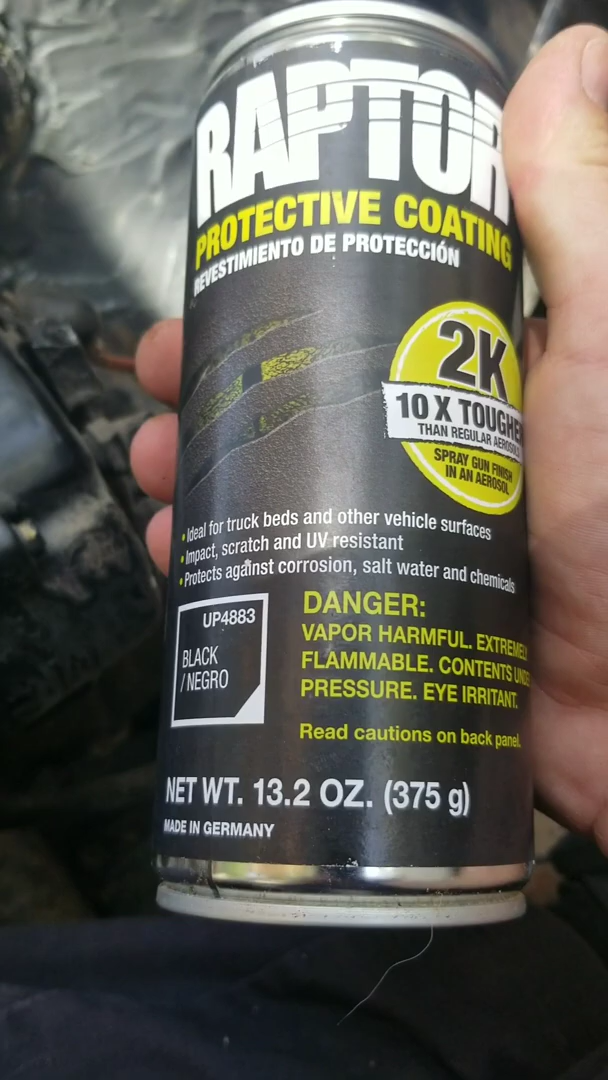 RAPTOR
PROTECTIVE COATING
REVESTIMIENTO DE PROTECCIÓN
2K
10 X TOUGHER
THAN REGULAR AEROSOLS
SPRAY GUN FINISH
IN AN AEROSOL
• Ideal for truck beds and other vehicle surfaces
• Impact, scratch and UV resistant
• Protects against corrosion, salt water and chemicals
UP4883
BLACK
/ NEGRO
DANGER:
VAPOR HARMFUL. EXTREMELY
FLAMMABLE. CONTENTS UNDER
PRESSURE. EYE IRRITANT.
Read cautions on back panel.
NET WT. 13.2 OZ. (375 g)
MADE IN GERMANY